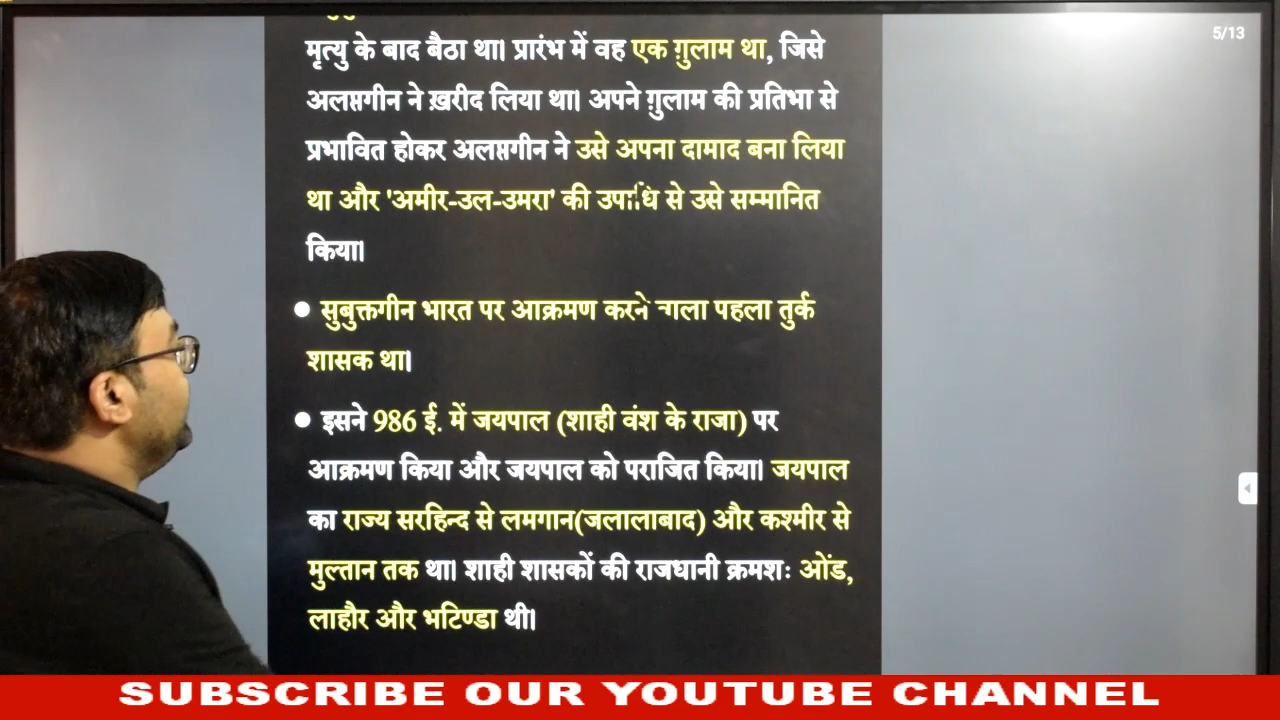 5/13
मृत्यु के बाद बैठा था। प्रारंभ में वह एक ग़ुलाम था, जिसे
अलप्तगीन ने ख़रीद लिया था। अपने ग़ुलाम की प्रतिभा से
प्रभावित होकर अलप्तगीन ने उसे अपना दामाद बना लिया
था और 'अमीर-उल-उमरा' की उपाधि से उसे सम्मानित
किया।
● सुबुक्तगीन भारत पर आक्रमण करने वाला पहला तुर्क
शासक था।
● इसने 986 ई. में जयपाल (शाही वंश के राजा) पर
आक्रमण किया और जयपाल को पराजित किया। जयपाल
का राज्य सरहिन्द से लमगान(जलालाबाद) और कश्मीर से
मुल्तान तक था। शाही शासकों की राजधानी क्रमशः ओंड,
लाहौर और भटिण्डा थी।
SUBSCRIBE OUR YOUTUBE CHANNEL